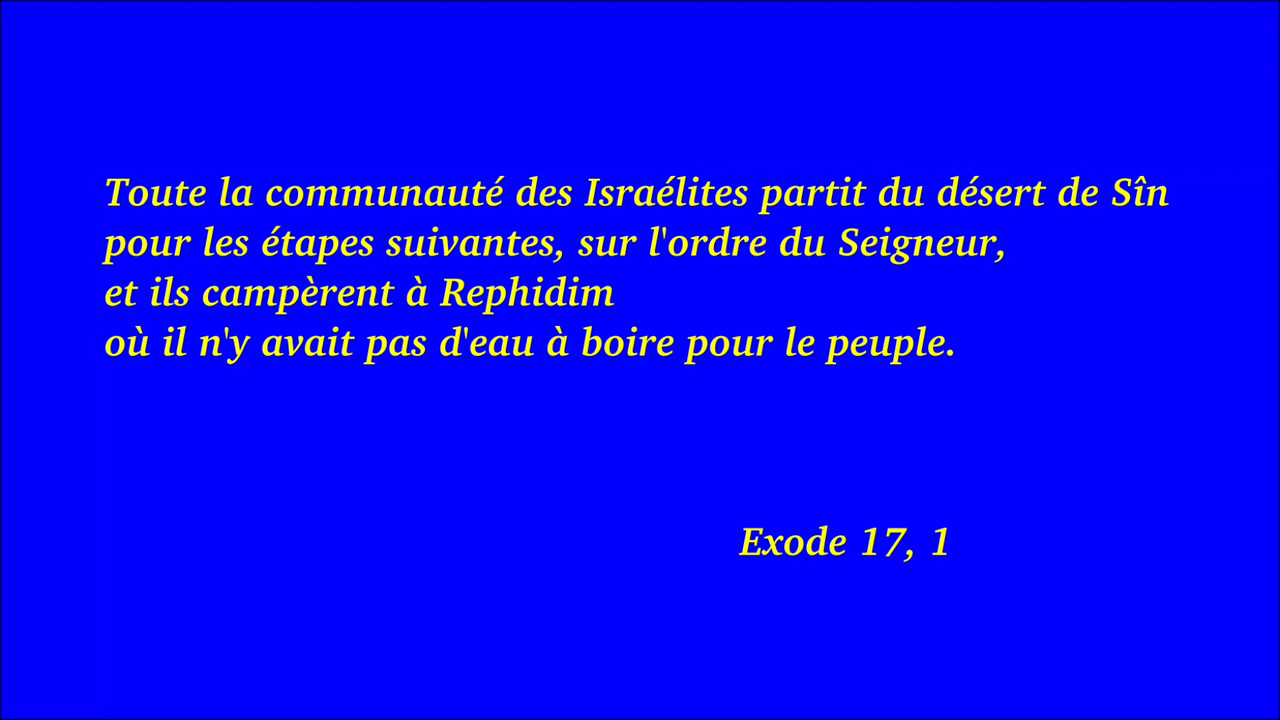 Toute la communauté des Israélites partit du désert de Sîn
pour les étapes suivantes, sur l'ordre du Seigneur,
et ils campèrent à Rephidim
où il n'y avait pas d'eau à boire pour le peuple.
Exode 17, 1